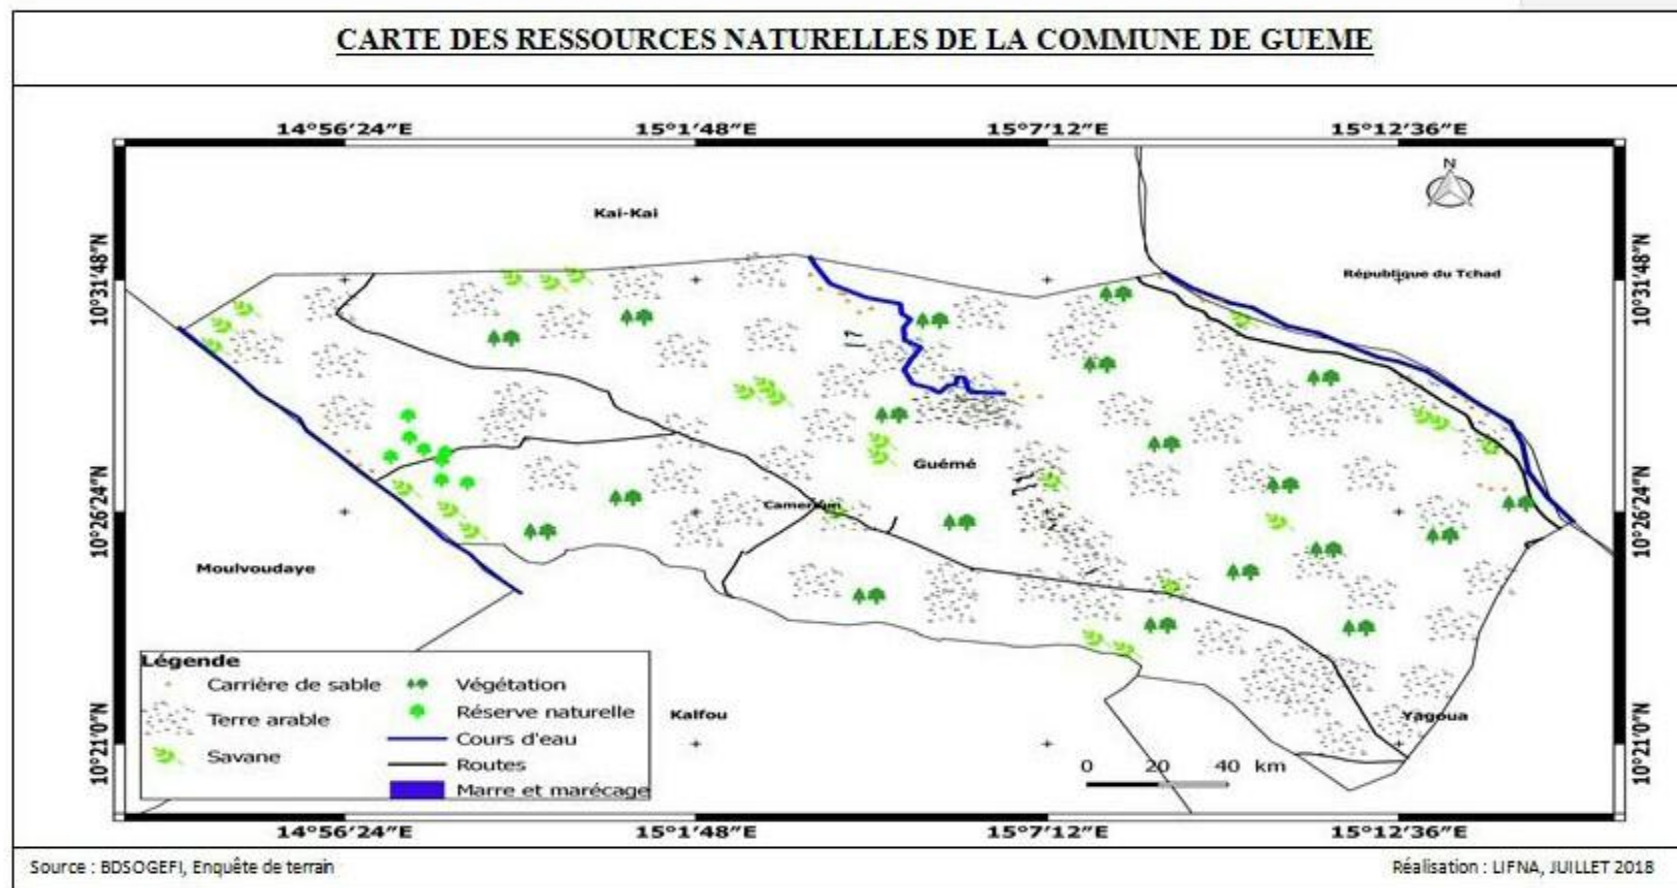 CARTE DES RESSOURCES NATURELLES DE LA COMMUNE DE GUEME
14°56'24"E 15°1'48"E 15°7'12"E 15°12'36"E
N
Kai-Kai
République du Tchad
10°31'48"N 10°31'48"N
Guémé
Cameroun
10°26'24"N 10°26'24"N
Moulvoudaye
Légende
Carrière de sable
Terre arable
Savane
Végétation
Réserve naturelle
Cours d'eau
Routes
Marre et marécage
Kalfou
Yagoua
10°21'0"N 10°21'0"N
0 20 40 km
14°56'24"E 15°1'48"E 15°7'12"E 15°12'36"E
Source : BDSOGEFI, Enquête de terrain
Réalisation : LIFNA, JUILLET 2018